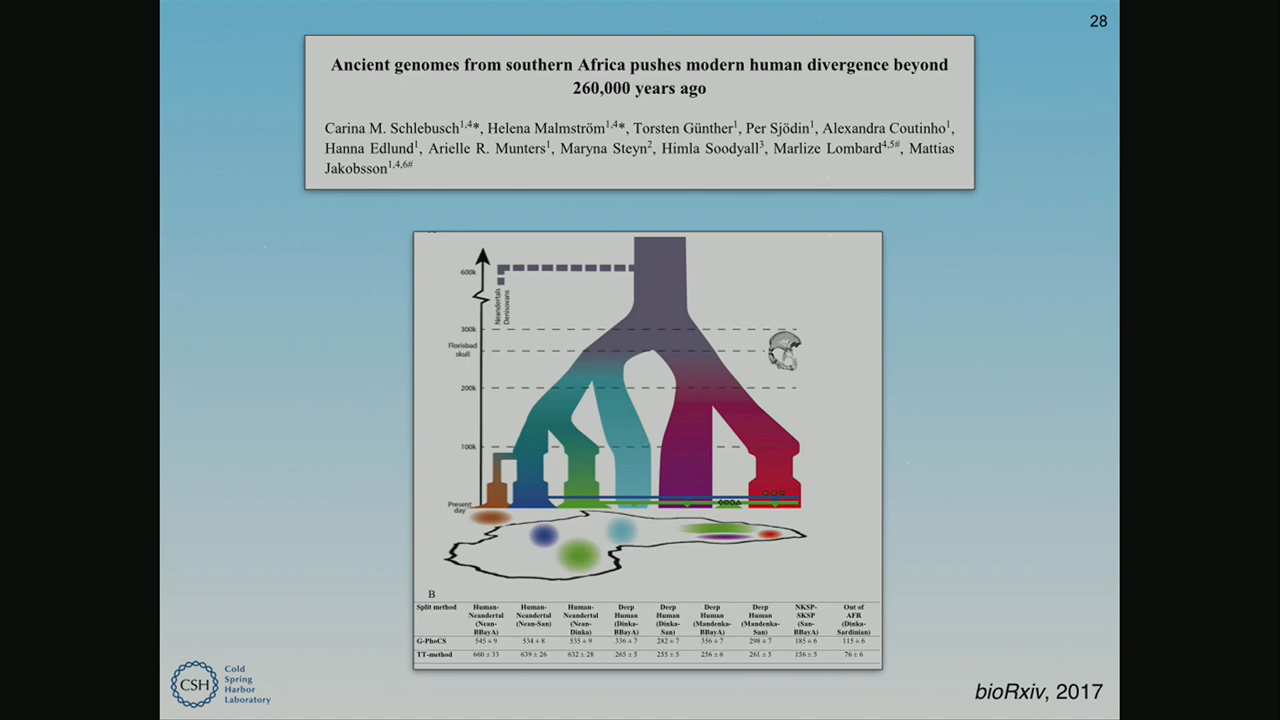 28
Ancient genomes from southern Africa pushes modern human divergence beyond
260,000 years ago
Carina M. Schlebusch1,4*, Helena Malmström1,4*, Torsten Günther1, Per Sjödin1, Alexandra Coutinho1,
Hanna Edlund1, Arielle R. Munters1, Maryna Steyn2, Himla Soodyall3, Marlize Lombard4,5#, Mattias
Jakobsson1,4,6#
600k
Neandertals
Denisovans
300k
Florisbad
skull
200k
100k
Present
day
B
Split method Human-Neandertal (Nean-BBayA) Human-Neandertal (Nean-San) Human-Neandertal (Nean-Dinka) Deep Human (Dinka-BBayA) Deep Human (Dinka-San) Deep Human (Mandenka-BBayA) Deep Human (Mandenka-San) NKSP-SKSP (San-BBayA) Out of AFR (Dinka-Sardinian)
G-PhoCS 545 ± 9 534 ± 8 535 ± 9 336 ± 7 282 ± 7 356 ± 7 298 ± 7 185 ± 6 115 ± 6
TT-method 660 ± 33 639 ± 26 632 ± 28 265 ± 5 255 ± 5 256 ± 6 261 ± 5 156 ± 5 76 ± 6
CSH
Cold
Spring
Harbor
Laboratory
bioRxiv, 2017